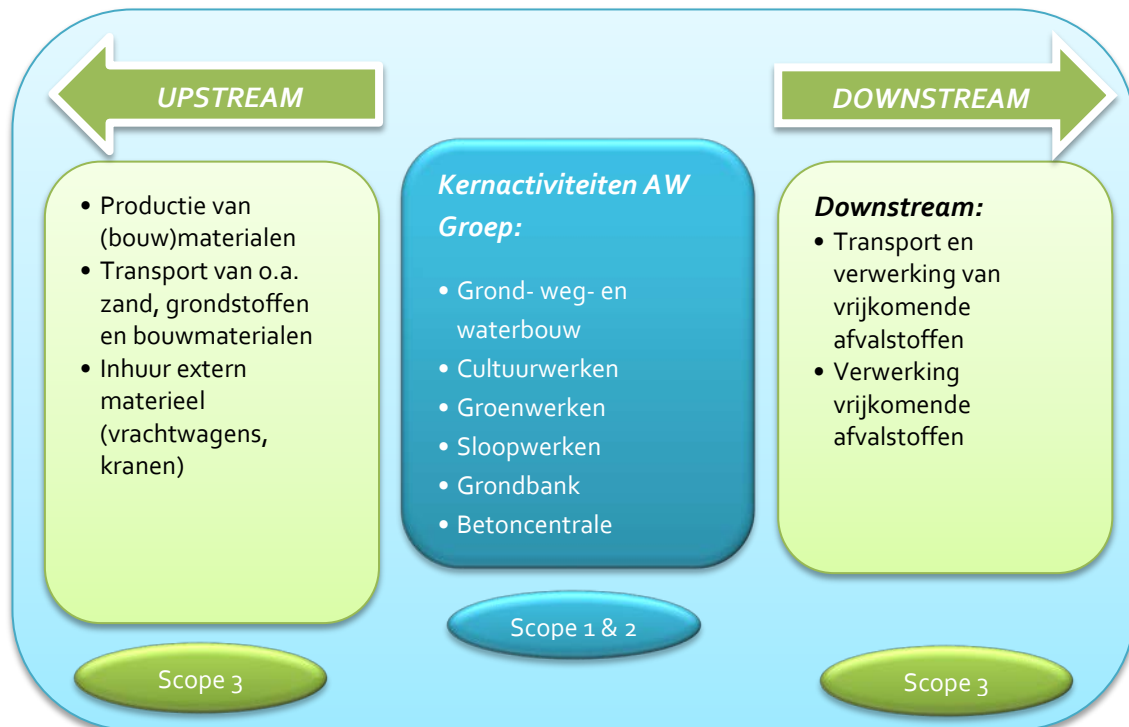 UPSTREAM
DOWNSTREAM
• Productie van
(bouw)materialen
• Transport van o.a.
zand, grondstoffen
en bouwmaterialen
• Inhuur extern
materieel
(vrachtwagens,
kranen)
Scope 3
Kernactiviteiten AW
Groep:
• Grond- weg- en
waterbouw
• Cultuurwerken
• Groenwerken
• Sloopwerken
• Grondbank
• Betoncentrale
Scope 1 & 2
Downstream:
• Transport en
verwerking van
vrijkomende
afvalstoffen
• Verwerking
vrijkomende
afvalstoffen
Scope 3